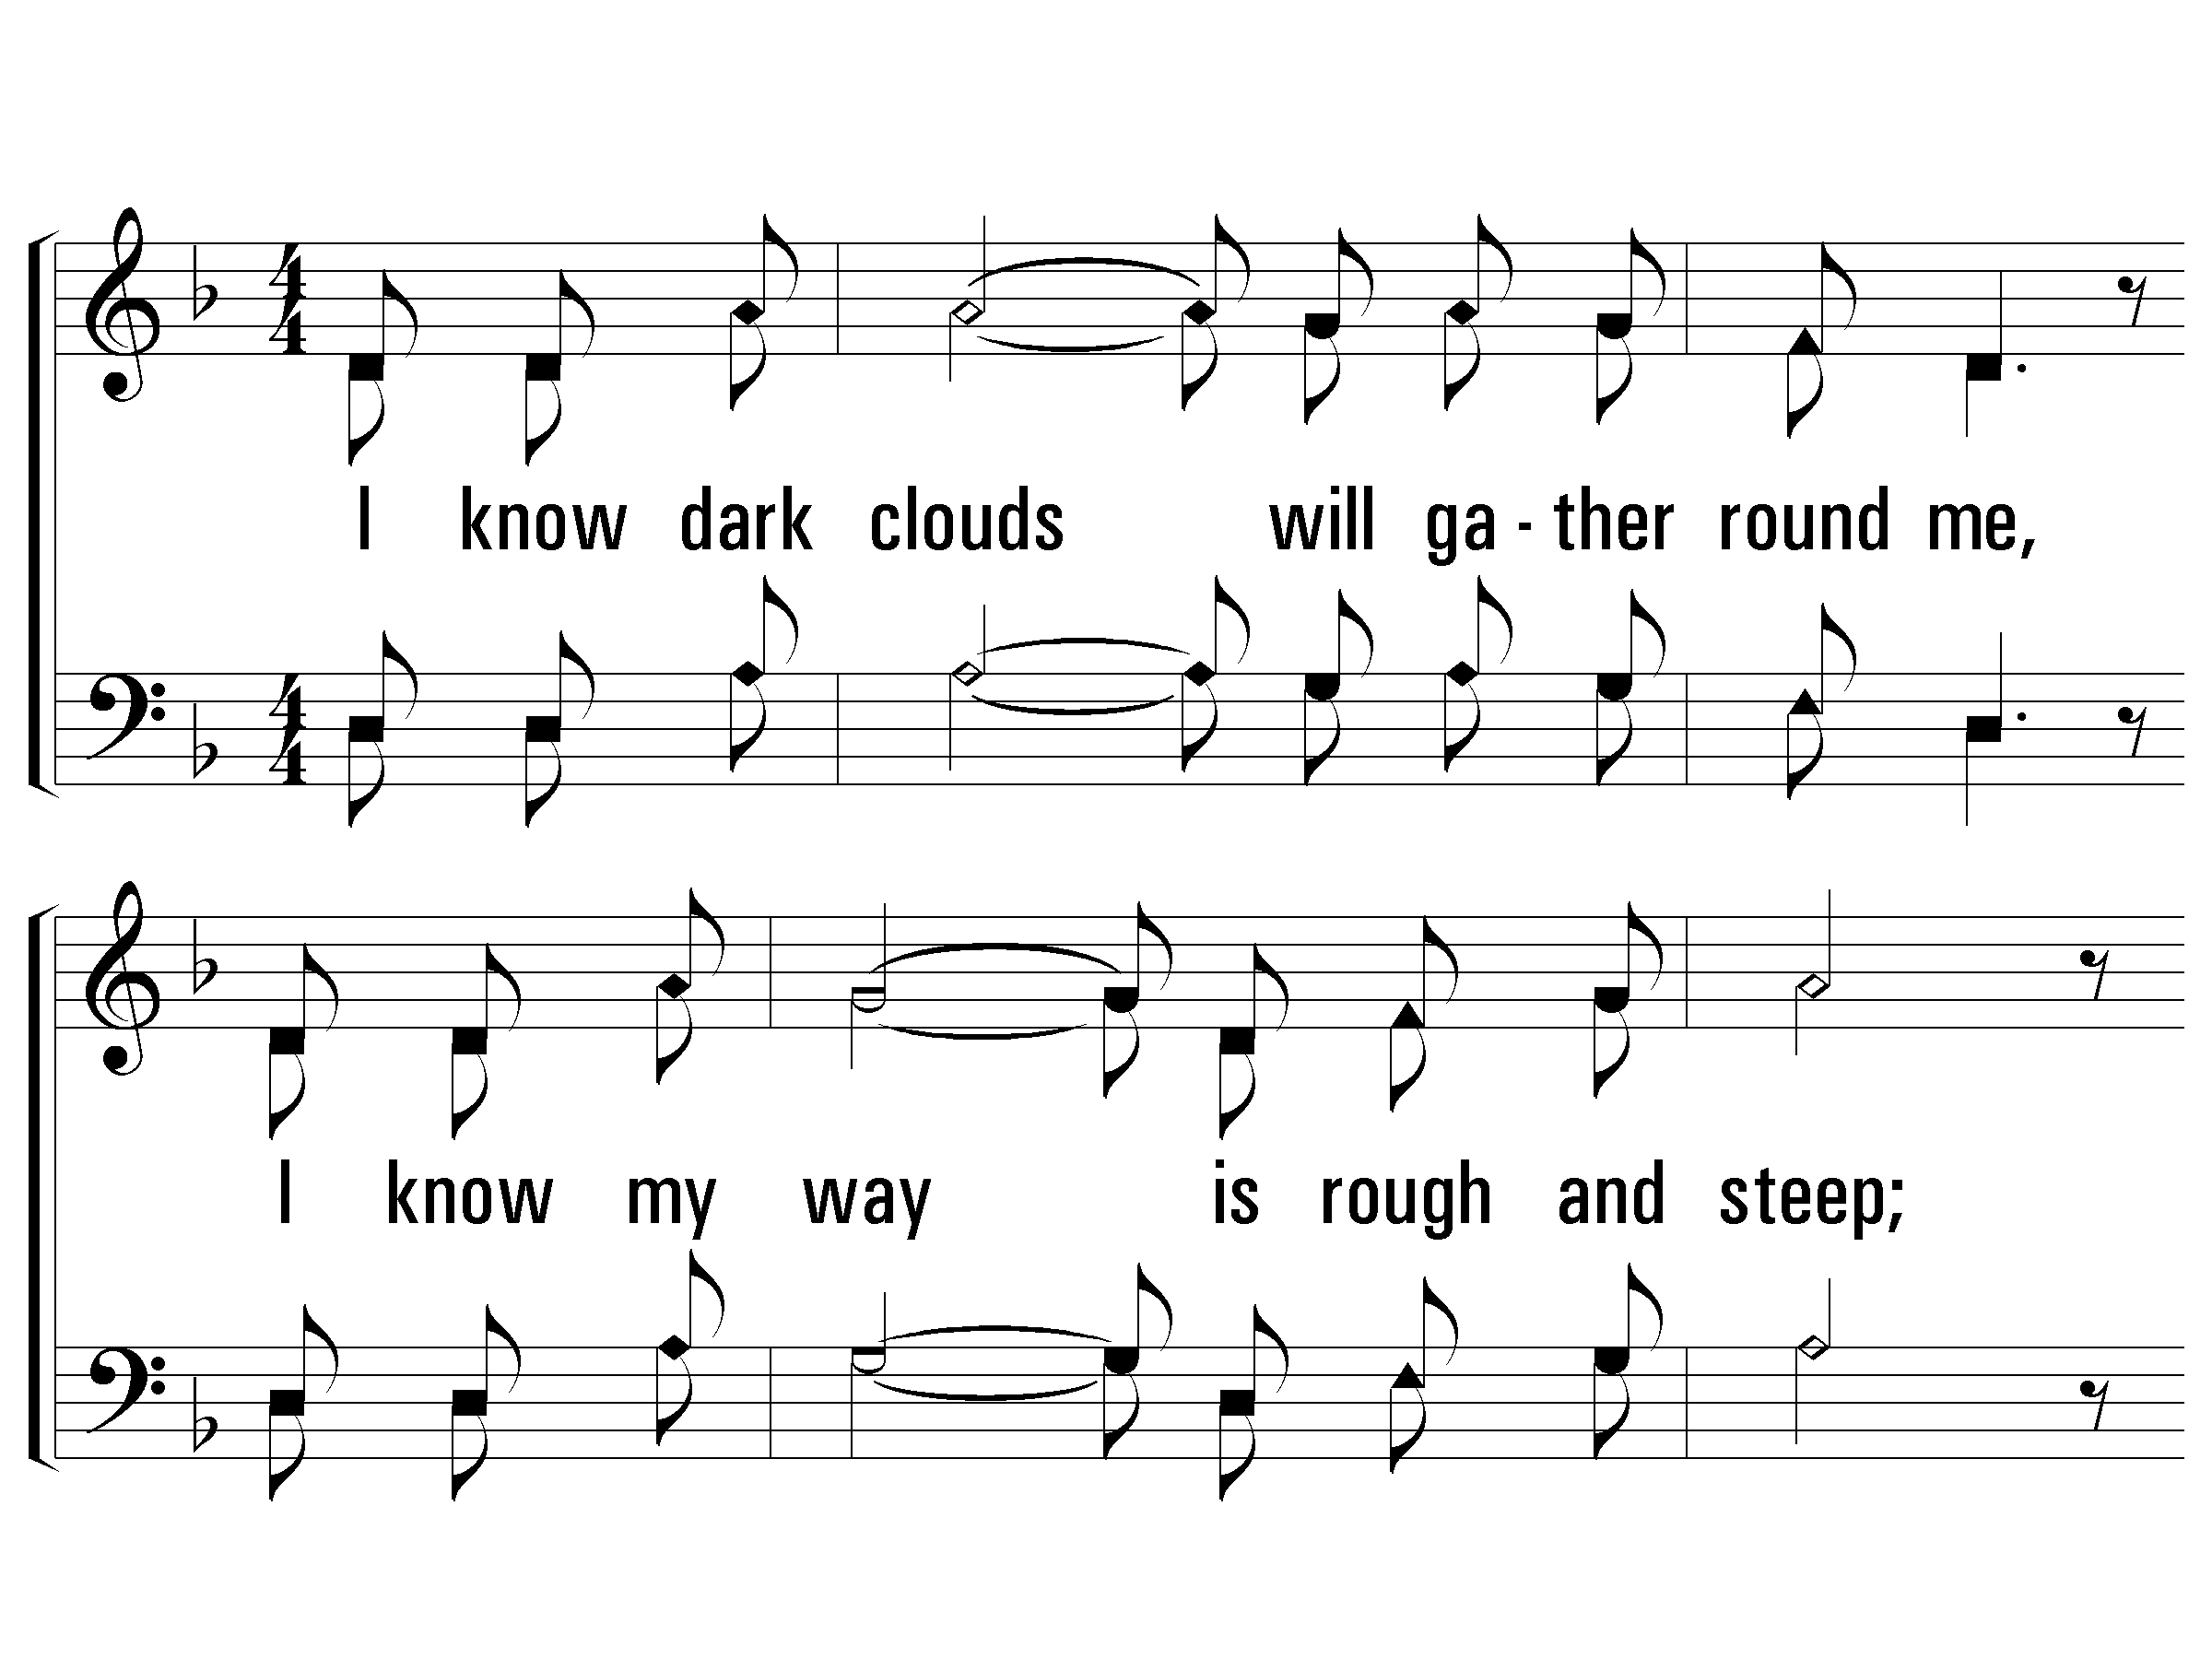 I know dark clouds will ga - ther round me,
I know my way is rough and steep;